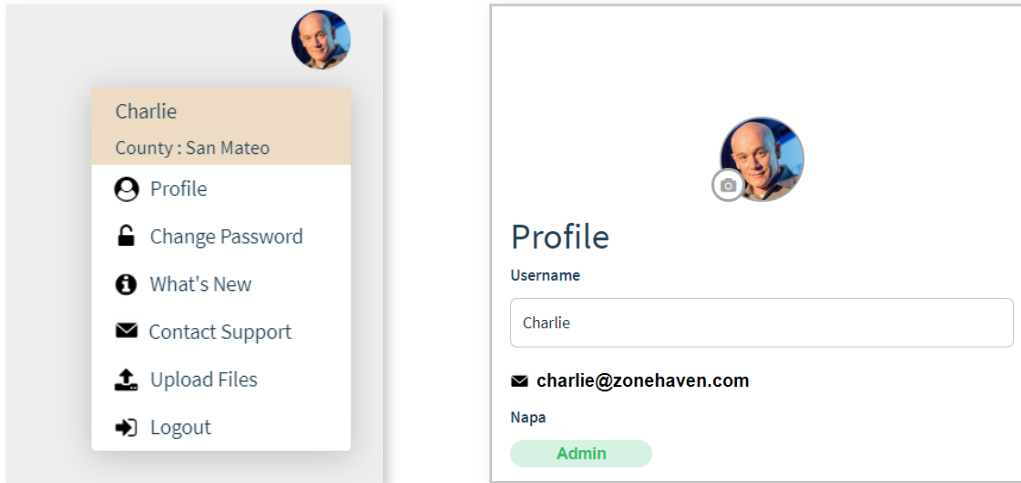 Charlie
County : San Mateo
Profile
Change Password
What's New
Contact Support
Upload Files
Logout
Profile
Username
Charlie
charlie@zonehaven.com
Napa
Admin